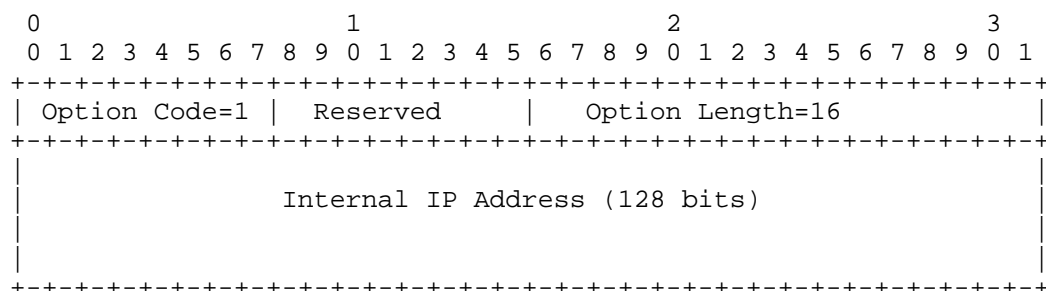 0                   1                   2                   3
 0 1 2 3 4 5 6 7 8 9 0 1 2 3 4 5 6 7 8 9 0 1 2 3 4 5 6 7 8 9 0 1
+-+-+-+-+-+-+-+-+-+-+-+-+-+-+-+-+-+-+-+-+-+-+-+-+-+-+-+-+-+-+-+-+
| Option Code=1 |  Reserved     |   Option Length=16            |
+-+-+-+-+-+-+-+-+-+-+-+-+-+-+-+-+-+-+-+-+-+-+-+-+-+-+-+-+-+-+-+-+
|                                                               |
|                Internal IP Address (128 bits)                 |
|                                                               |
|                                                               |
+-+-+-+-+-+-+-+-+-+-+-+-+-+-+-+-+-+-+-+-+-+-+-+-+-+-+-+-+-+-+-+-+